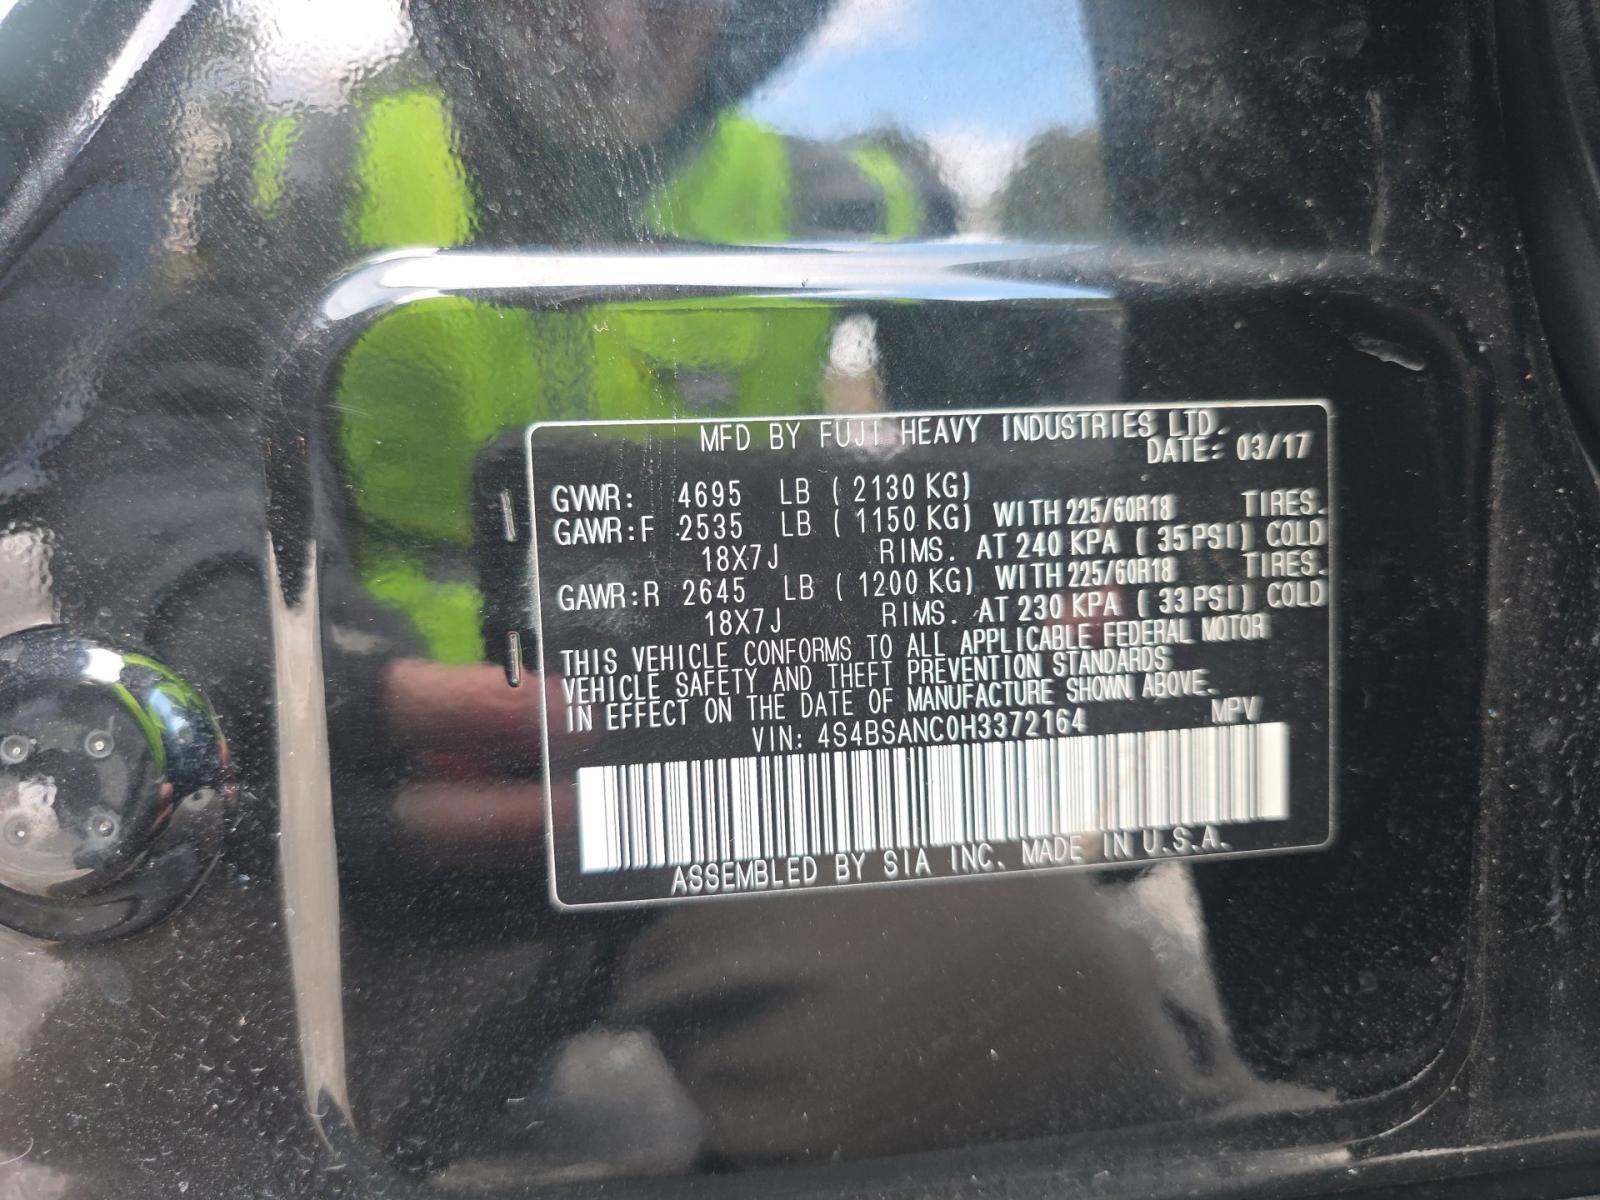 MFD BY FUJI HEAVY INDUSTRIES LTD.
DATE: 03/17
GVWR: 4695 LB ( 2130 KG)
GAWR:F 2535 LB ( 1150 KG) WITH 225/60R18 TIRES.
18X7J RIMS. AT 240 KPA ( 35PSI) COLD
GAWR:R 2645 LB ( 1200 KG) WITH 225/60R18 TIRES.
18X7J RIMS. AT 230 KPA ( 33PSI) COLD
THIS VEHICLE CONFORMS TO ALL APPLICABLE FEDERAL MOTOR
VEHICLE SAFETY AND THEFT PREVENTION STANDARDS
IN EFFECT ON THE DATE OF MANUFACTURE SHOWN ABOVE.
VIN: 4S4BSANC0H3372164 MPV
ASSEMBLED BY SIA INC. MADE IN U.S.A.